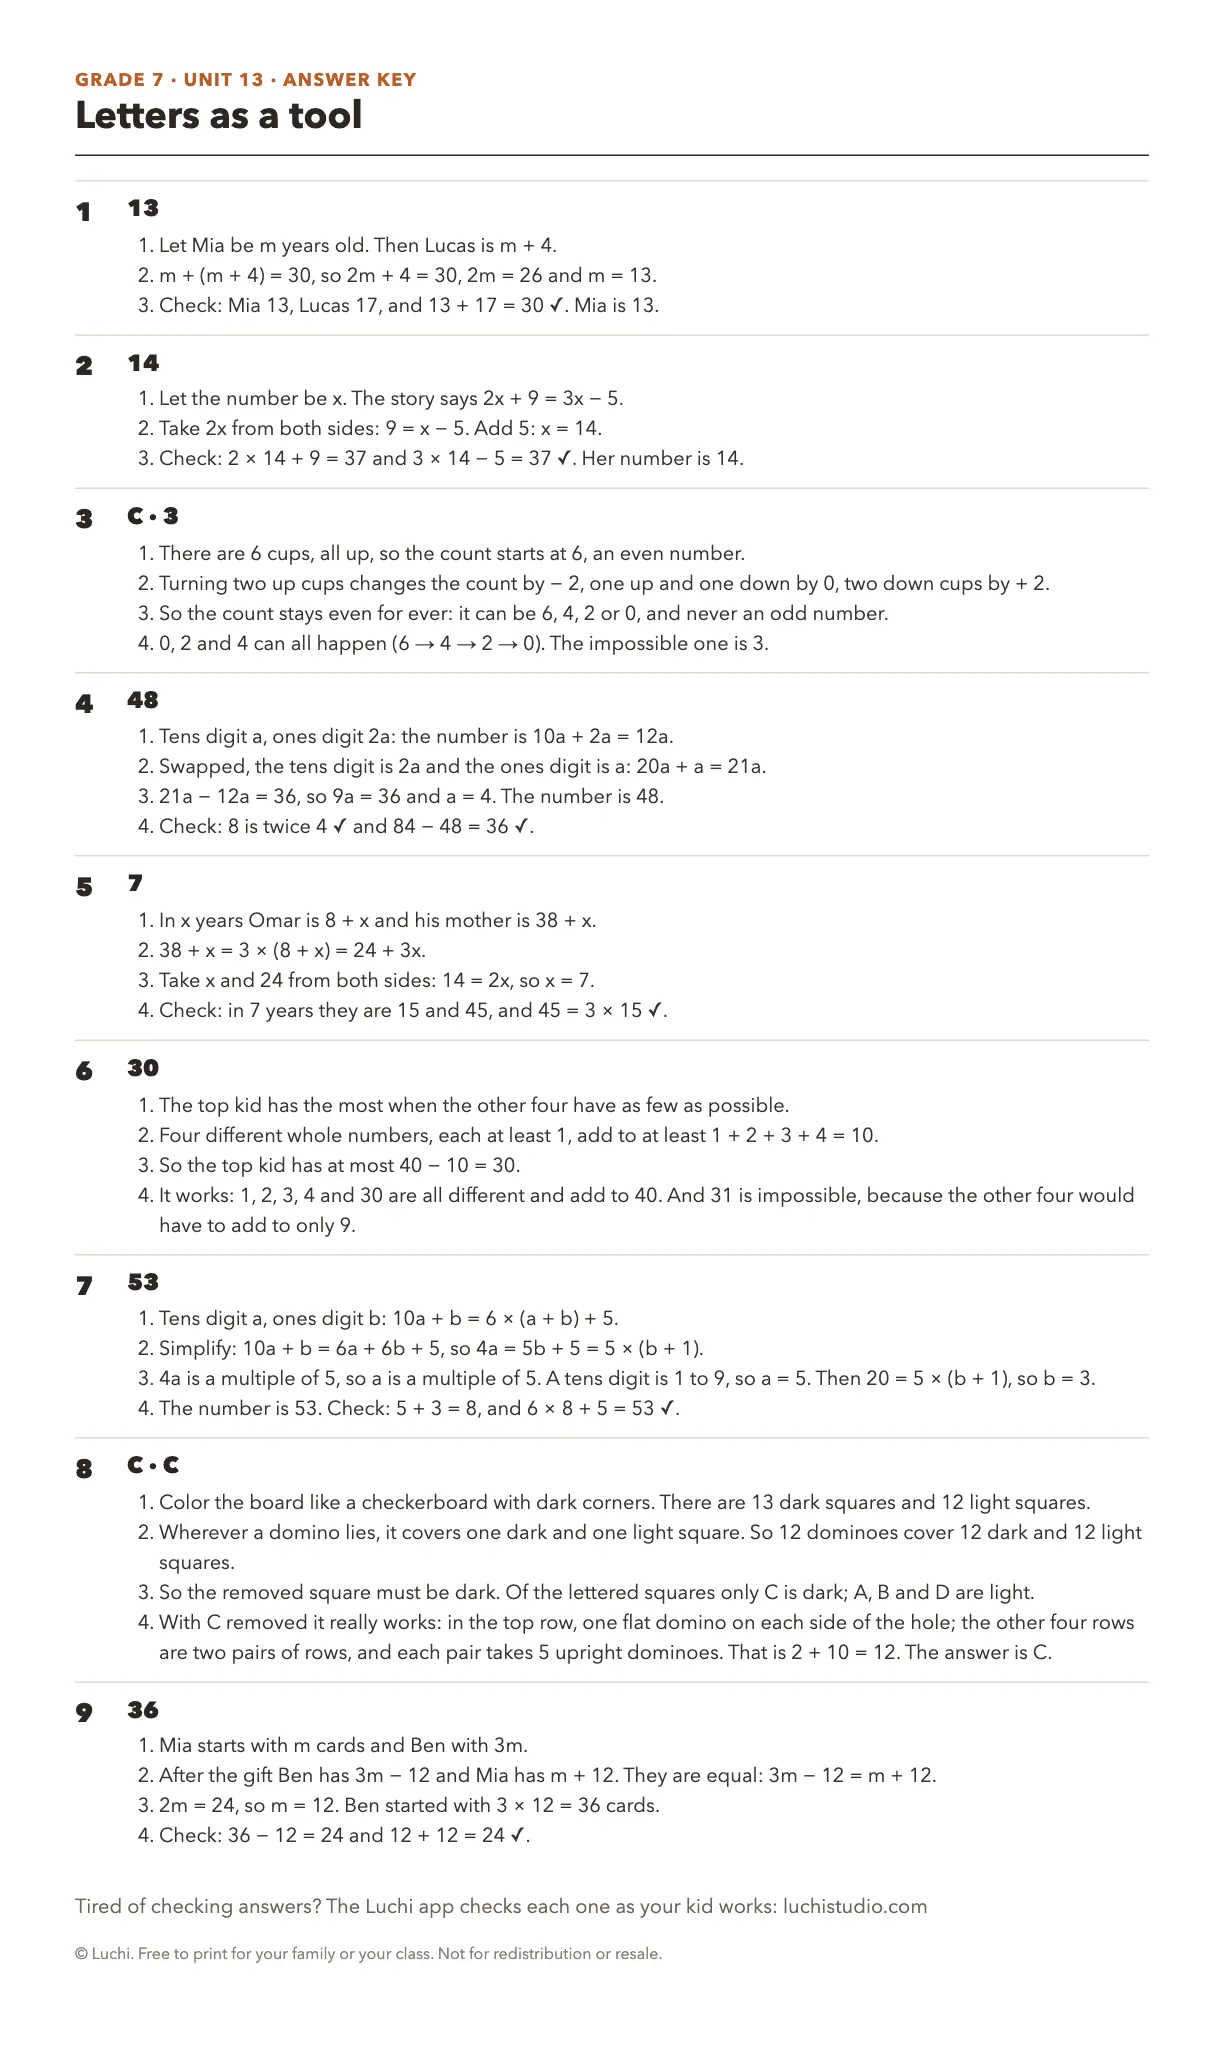 GRADE 7 · UNIT 13 · ANSWER KEY
Letters as a tool
1 13
1. Let Mia be m years old. Then Lucas is m + 4.
2. m + (m + 4) = 30, so 2m + 4 = 30, 2m = 26 and m = 13.
3. Check: Mia 13, Lucas 17, and 13 + 17 = 30 ✓. Mia is 13.
2 14
1. Let the number be x. The story says 2x + 9 = 3x − 5.
2. Take 2x from both sides: 9 = x − 5. Add 5: x = 14.
3. Check: 2 × 14 + 9 = 37 and 3 × 14 − 5 = 37 ✓. Her number is 14.
3 C · 3
1. There are 6 cups, all up, so the count starts at 6, an even number.
2. Turning two up cups changes the count by − 2, one up and one down by 0, two down cups by + 2.
3. So the count stays even for ever: it can be 6, 4, 2 or 0, and never an odd number.
4. 0, 2 and 4 can all happen (6 → 4 → 2 → 0). The impossible one is 3.
4 48
1. Tens digit a, ones digit 2a: the number is 10a + 2a = 12a.
2. Swapped, the tens digit is 2a and the ones digit is a: 20a + a = 21a.
3. 21a − 12a = 36, so 9a = 36 and a = 4. The number is 48.
4. Check: 8 is twice 4 ✓ and 84 − 48 = 36 ✓.
5 7
1. In x years Omar is 8 + x and his mother is 38 + x.
2. 38 + x = 3 × (8 + x) = 24 + 3x.
3. Take x and 24 from both sides: 14 = 2x, so x = 7.
4. Check: in 7 years they are 15 and 45, and 45 = 3 × 15 ✓.
6 30
1. The top kid has the most when the other four have as few as possible.
2. Four different whole numbers, each at least 1, add to at least 1 + 2 + 3 + 4 = 10.
3. So the top kid has at most 40 − 10 = 30.
4. It works: 1, 2, 3, 4 and 30 are all different and add to 40. And 31 is impossible, because the other four would
have to add to only 9.
7 53
1. Tens digit a, ones digit b: 10a + b = 6 × (a + b) + 5.
2. Simplify: 10a + b = 6a + 6b + 5, so 4a = 5b + 5 = 5 × (b + 1).
3. 4a is a multiple of 5, so a is a multiple of 5. A tens digit is 1 to 9, so a = 5. Then 20 = 5 × (b + 1), so b = 3.
4. The number is 53. Check: 5 + 3 = 8, and 6 × 8 + 5 = 53 ✓.
8 C · C
1. Color the board like a checkerboard with dark corners. There are 13 dark squares and 12 light squares.
2. Wherever a domino lies, it covers one dark and one light square. So 12 dominoes cover 12 dark and 12 light
squares.
3. So the removed square must be dark. Of the lettered squares only C is dark; A, B and D are light.
4. With C removed it really works: in the top row, one flat domino on each side of the hole; the other four rows
are two pairs of rows, and each pair takes 5 upright dominoes. That is 2 + 10 = 12. The answer is C.
9 36
1. Mia starts with m cards and Ben with 3m.
2. After the gift Ben has 3m − 12 and Mia has m + 12. They are equal: 3m − 12 = m + 12.
3. 2m = 24, so m = 12. Ben started with 3 × 12 = 36 cards.
4. Check: 36 − 12 = 24 and 12 + 12 = 24 ✓.
Tired of checking answers? The Luchi app checks each one as your kid works: luchistudio.com
© Luchi. Free to print for your family or your class. Not for redistribution or resale.